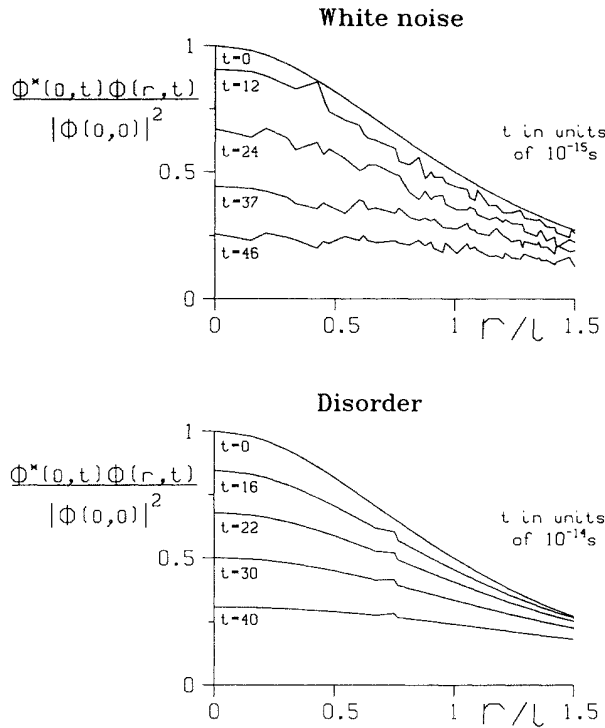 White noise
1
t=0
Φ*(0,t)Φ(r,t)
|Φ(0,0)|²
t=12
t in units
of 10⁻¹⁵s
0.5
t=24
t=37
t=46
0
0
0.5
1
r/l
1.5
Disorder
1
t=0
Φ*(0,t)Φ(r,t)
|Φ(0,0)|²
t=16
t in units
of 10⁻¹⁴s
t=22
0.5
t=30
t=40
0
0
0.5
1
r/l
1.5